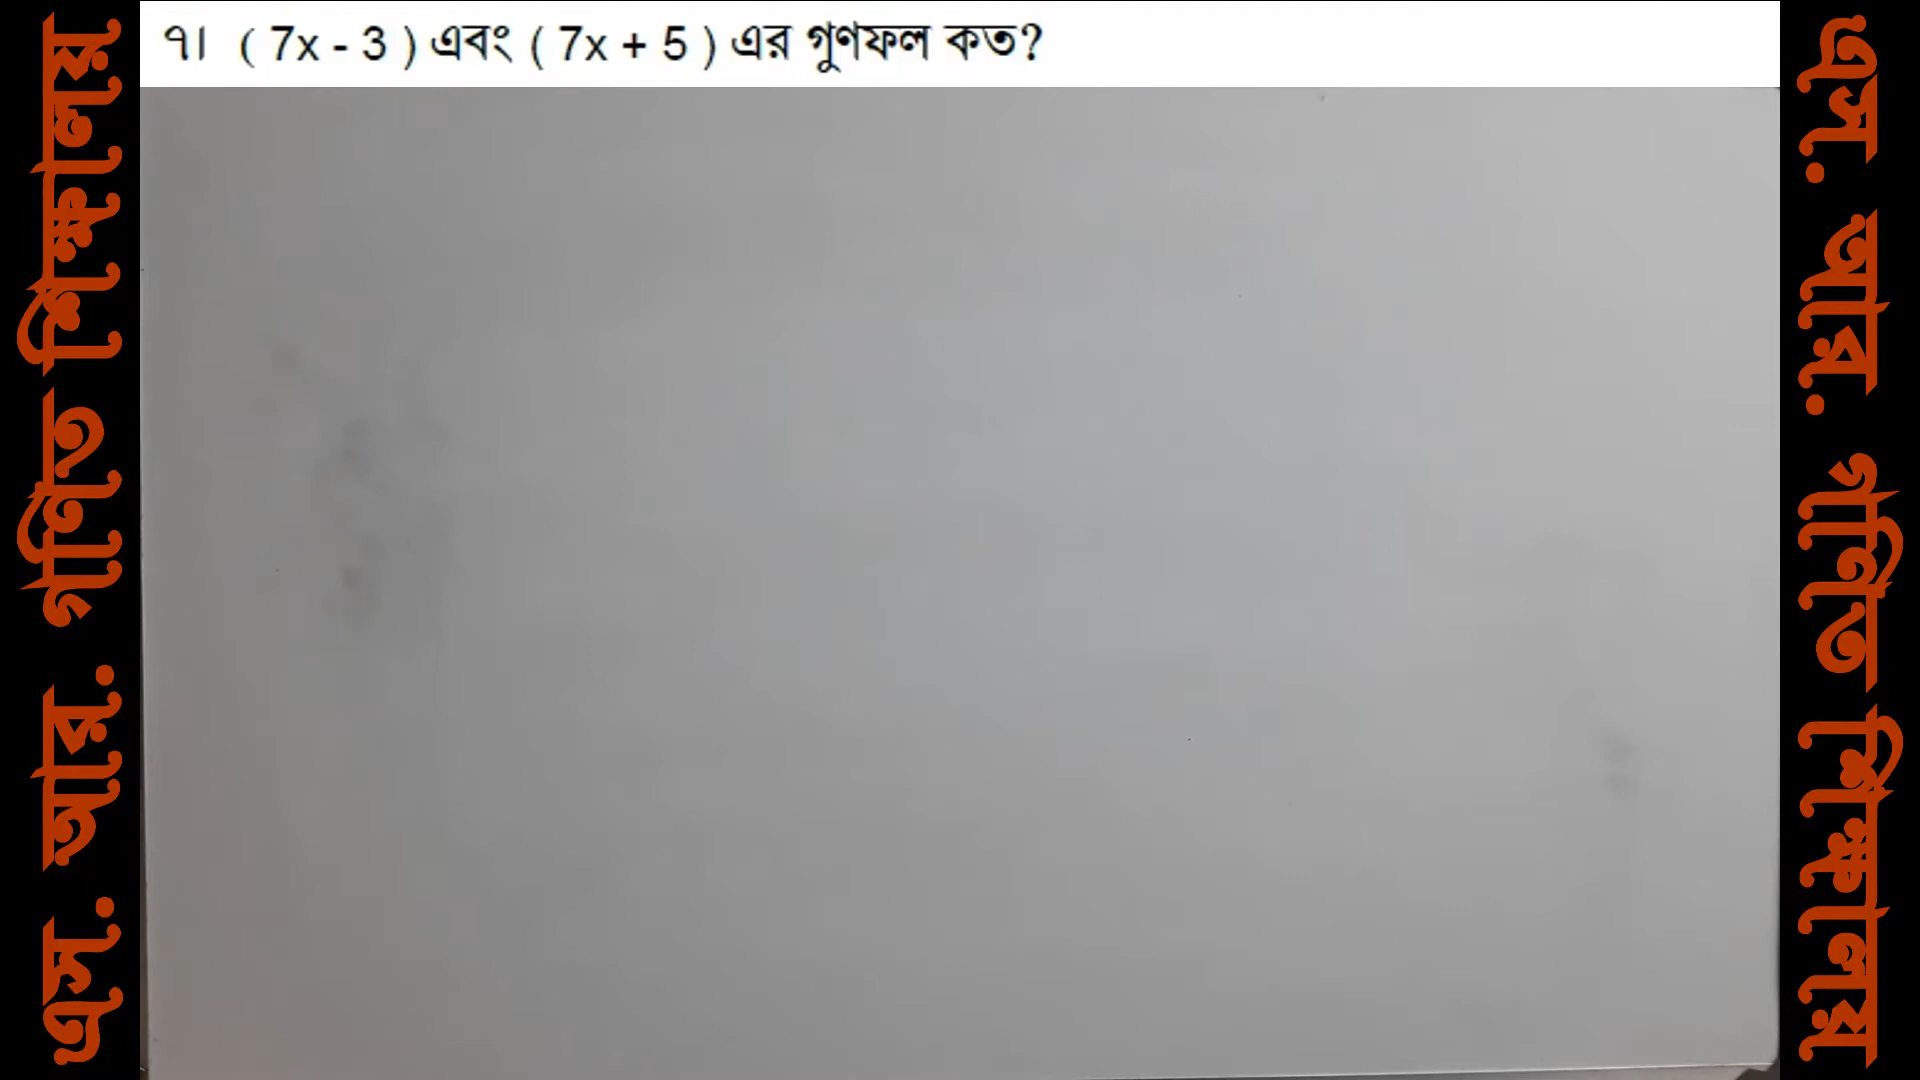 এস. আর. গণিত শিক্ষালয়
৭। ( 7x - 3 ) এবং ( 7x + 5 ) এর গুণফল কত?
এস. আর. গণিত শিক্ষালয়